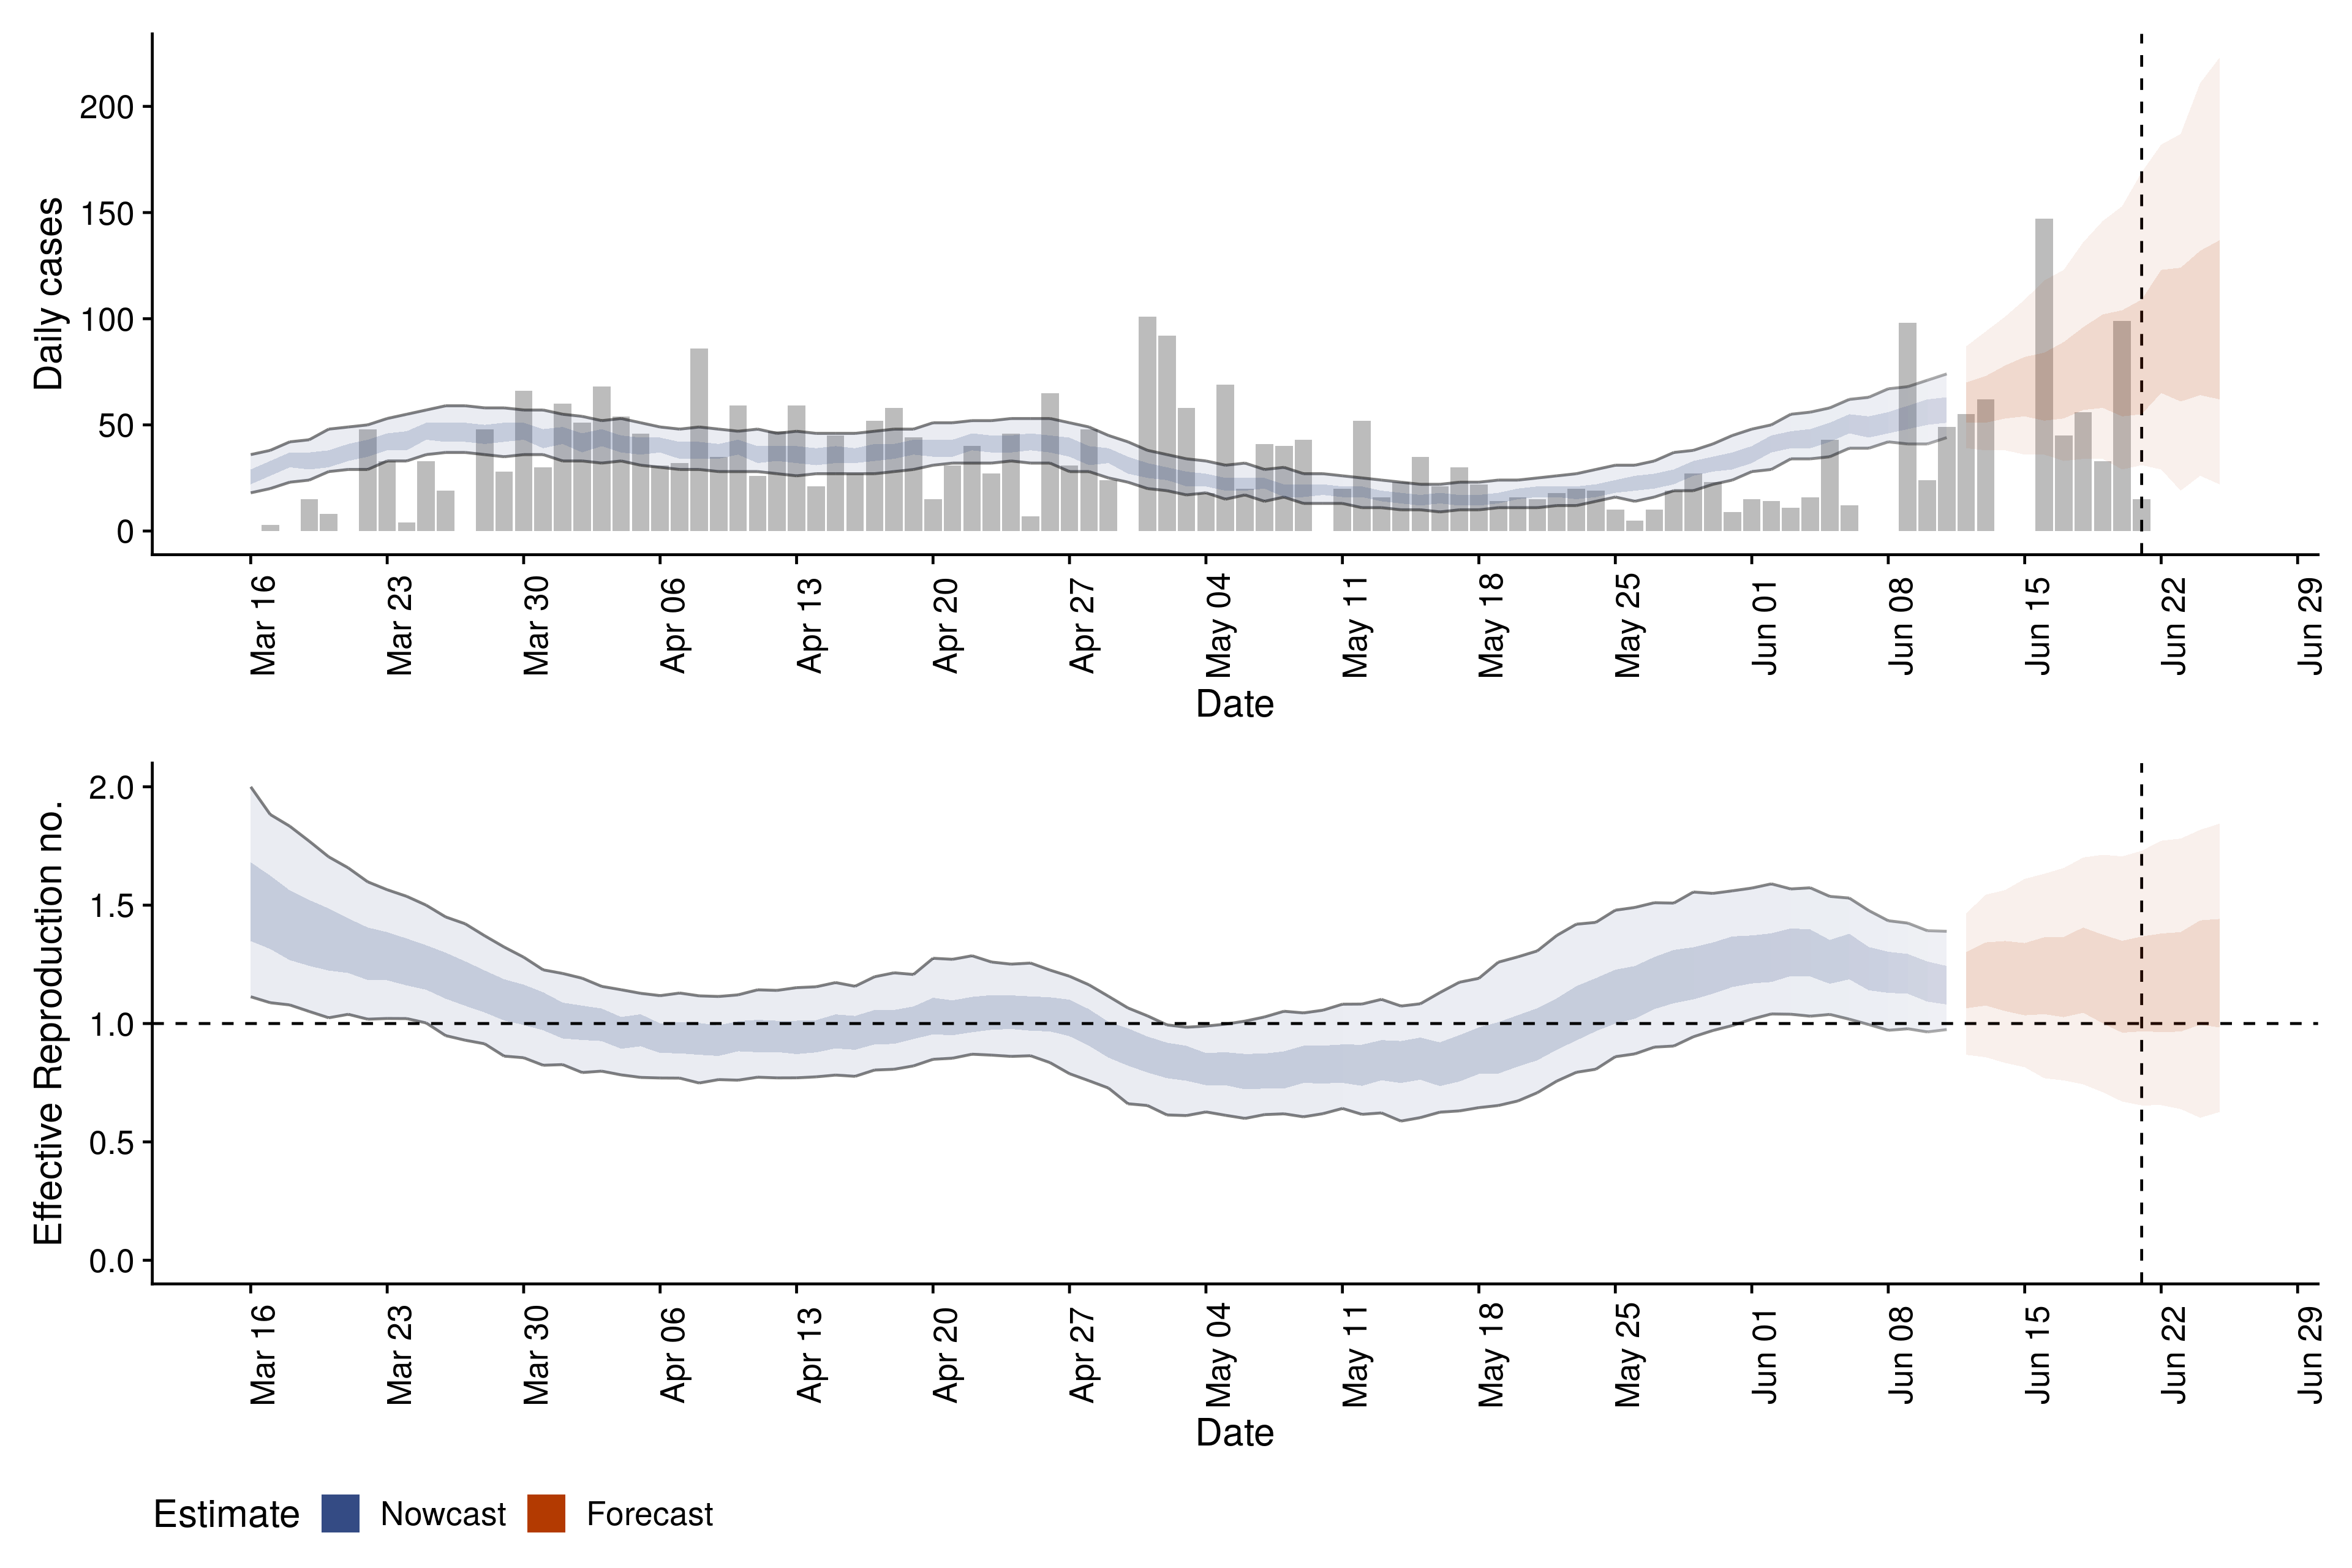 Daily cases
200
150
100
50
0
Mar 16
Mar 23
Mar 30
Apr 06
Apr 13
Apr 20
Apr 27
May 04
May 11
May 18
May 25
Jun 01
Jun 08
Jun 15
Jun 22
Jun 29
Date
Effective Reproduction no.
2.0
1.5
1.0
0.5
0.0
Mar 16
Mar 23
Mar 30
Apr 06
Apr 13
Apr 20
Apr 27
May 04
May 11
May 18
May 25
Jun 01
Jun 08
Jun 15
Jun 22
Jun 29
Date
Estimate Nowcast Forecast